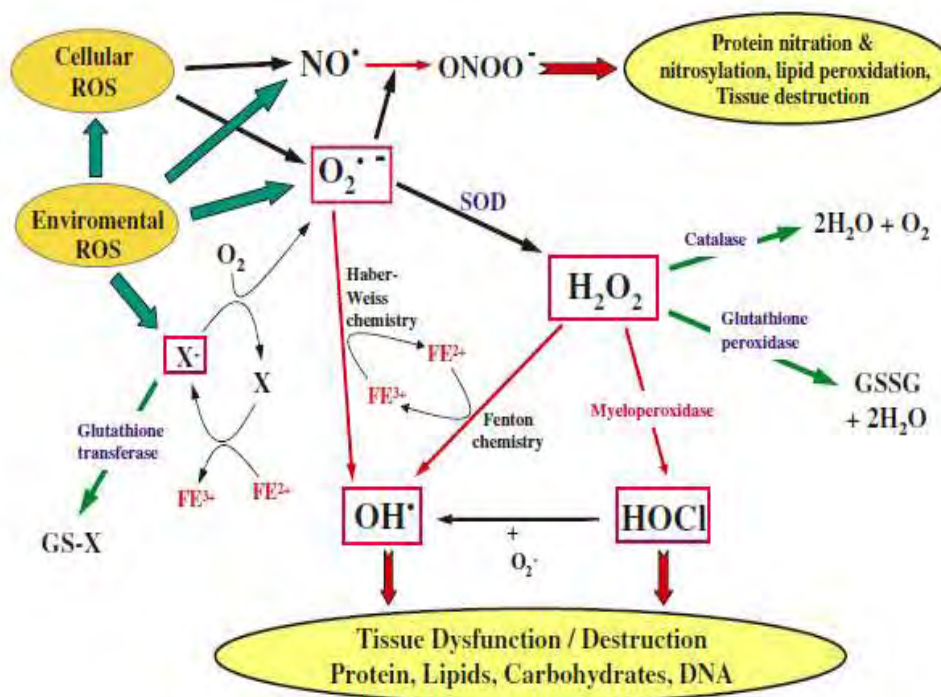 Cellular
ROS
NO•
ONOO⁻
Protein nitration &
nitrosylation, lipid peroxidation,
Tissue destruction
O₂•⁻
SOD
Enviromental
ROS
Catalase
2H₂O + O₂
O₂
Haber-
Weiss
chemistry
H₂O₂
Glutathione
peroxidase
FE²⁺
X·
X
FE³⁺
GSSG
+ 2H₂O
Myeloperoxidase
Fenton
chemistry
Glutathione
transferase
FE³⁺
FE²⁺
GS-X
OH•
+
O₂·
HOCl
Tissue Dysfunction / Destruction
Protein, Lipids, Carbohydrates, DNA